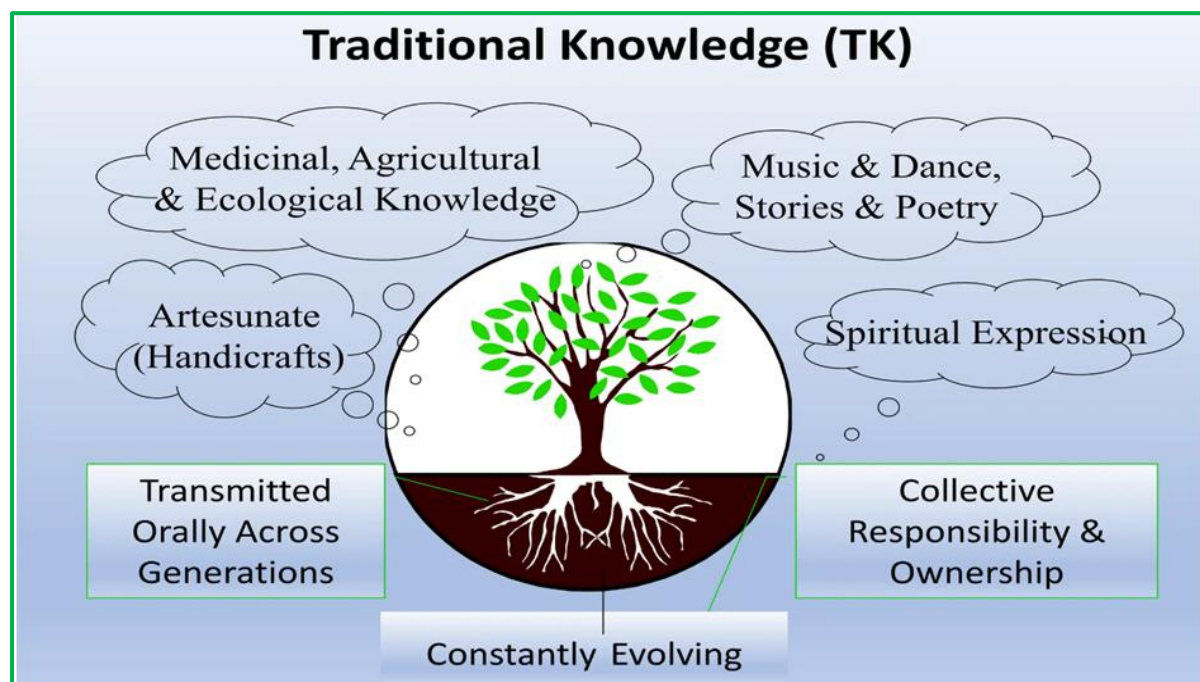 Traditional Knowledge (TK)
Medicinal, Agricultural
& Ecological Knowledge
Music & Dance,
Stories & Poetry
Artesunate
(Handicrafts)
Spiritual Expression
Transmitted
Orally Across
Generations
Collective
Responsibility &
Ownership
Constantly Evolving